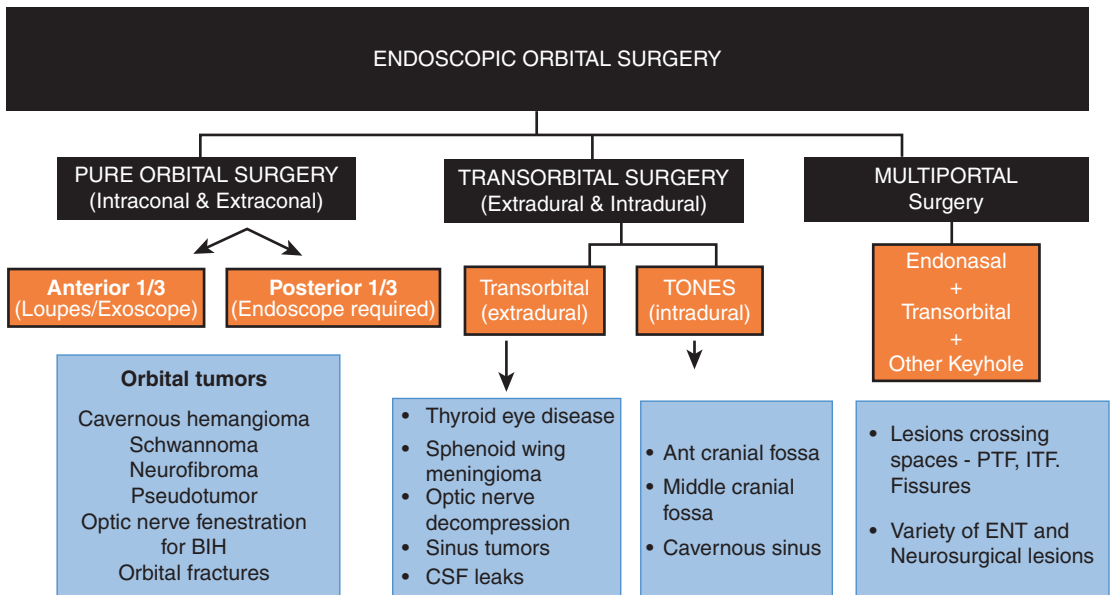 ENDOSCOPIC ORBITAL SURGERY
PURE ORBITAL SURGERY
(Intraconal & Extraconal)
TRANSORBITAL SURGERY
(Extradural & Intradural)
MULTIPORTAL
Surgery
Anterior 1/3
(Loupes/Exoscope)
Posterior 1/3
(Endoscope required)
Transorbital
(extradural)
TONES
(intradural)
Endonasal
+
Transorbital
+
Other Keyhole
Orbital tumors
Cavernous hemangioma
Schwannoma
Neurofibroma
Pseudotumor
Optic nerve fenestration
for BIH
Orbital fractures
• Thyroid eye disease
• Sphenoid wing
meningioma
• Optic nerve
decompression
• Sinus tumors
• CSF leaks
• Ant cranial fossa
• Middle cranial
fossa
• Cavernous sinus
• Lesions crossing
spaces - PTF, ITF.
Fissures
• Variety of ENT and
Neurosurgical lesions